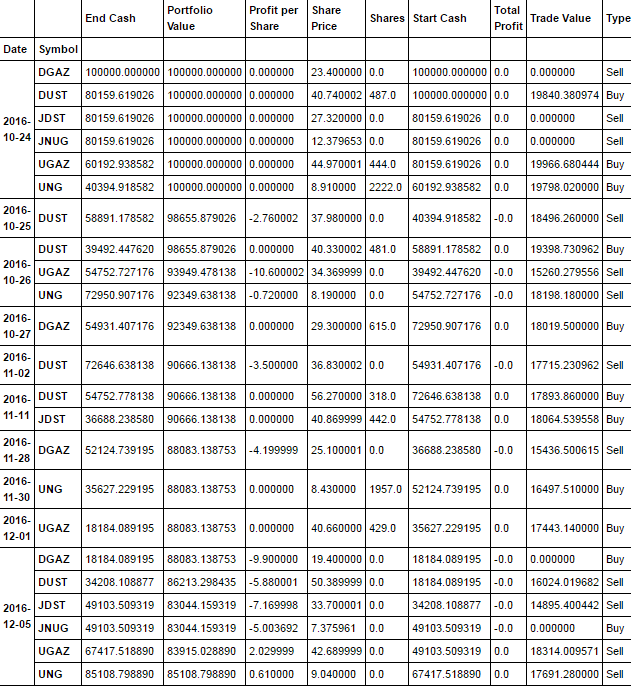 End Cash Portfolio Value Profit per Share Share Price Shares Start Cash Total Profit Trade Value Type
Date Symbol
2016-10-24 DGAZ 100000.000000 100000.000000 0.000000 23.400000 0.0 100000.000000 0.0 0.000000 Sell
DUST 80159.619026 100000.000000 0.000000 40.740002 487.0 100000.000000 0.0 19840.380974 Buy
JDST 80159.619026 100000.000000 0.000000 27.320000 0.0 80159.619026 0.0 0.000000 Sell
JNUG 80159.619026 100000.000000 0.000000 12.379653 0.0 80159.619026 0.0 0.000000 Sell
UGAZ 60192.938582 100000.000000 0.000000 44.970001 444.0 80159.619026 0.0 19966.680444 Buy
UNG 40394.918582 100000.000000 0.000000 8.910000 2222.0 60192.938582 0.0 19798.020000 Buy
2016-10-25 DUST 58891.178582 98655.879026 -2.760002 37.980000 0.0 40394.918582 -0.0 18496.260000 Sell
2016-10-26 DUST 39492.447620 98655.879026 0.000000 40.330002 481.0 58891.178582 0.0 19398.730962 Buy
UGAZ 54752.727176 93949.478138 -10.600002 34.369999 0.0 39492.447620 -0.0 15260.279556 Sell
UNG 72950.907176 92349.638138 -0.720000 8.190000 0.0 54752.727176 -0.0 18198.180000 Sell
2016-10-27 DGAZ 54931.407176 92349.638138 0.000000 29.300000 615.0 72950.907176 0.0 18019.500000 Buy
2016-11-02 DUST 72646.638138 90666.138138 -3.500000 36.830002 0.0 54931.407176 -0.0 17715.230962 Sell
2016-11-11 DUST 54752.778138 90666.138138 0.000000 56.270000 318.0 72646.638138 0.0 17893.860000 Buy
JDST 36688.238580 90666.138138 0.000000 40.869999 442.0 54752.778138 0.0 18064.539558 Buy
2016-11-28 DGAZ 52124.739195 88083.138753 -4.199999 25.100001 0.0 36688.238580 -0.0 15436.500615 Sell
2016-11-30 UNG 35627.229195 88083.138753 0.000000 8.430000 1957.0 52124.739195 0.0 16497.510000 Buy
2016-12-01 UGAZ 18184.089195 88083.138753 0.000000 40.660000 429.0 35627.229195 0.0 17443.140000 Buy
2016-12-05 DGAZ 18184.089195 88083.138753 -9.900000 19.400000 0.0 18184.089195 -0.0 0.000000 Buy
DUST 34208.108877 86213.298435 -5.880001 50.389999 0.0 18184.089195 -0.0 16024.019682 Sell
JDST 49103.509319 83044.159319 -7.169998 33.700001 0.0 34208.108877 -0.0 14895.400442 Sell
JNUG 49103.509319 83044.159319 -5.003692 7.375961 0.0 49103.509319 -0.0 0.000000 Buy
UGAZ 67417.518890 83915.028890 2.029999 42.689999 0.0 49103.509319 0.0 18314.009571 Sell
UNG 85108.798890 85108.798890 0.610000 9.040000 0.0 67417.518890 0.0 17691.280000 Sell